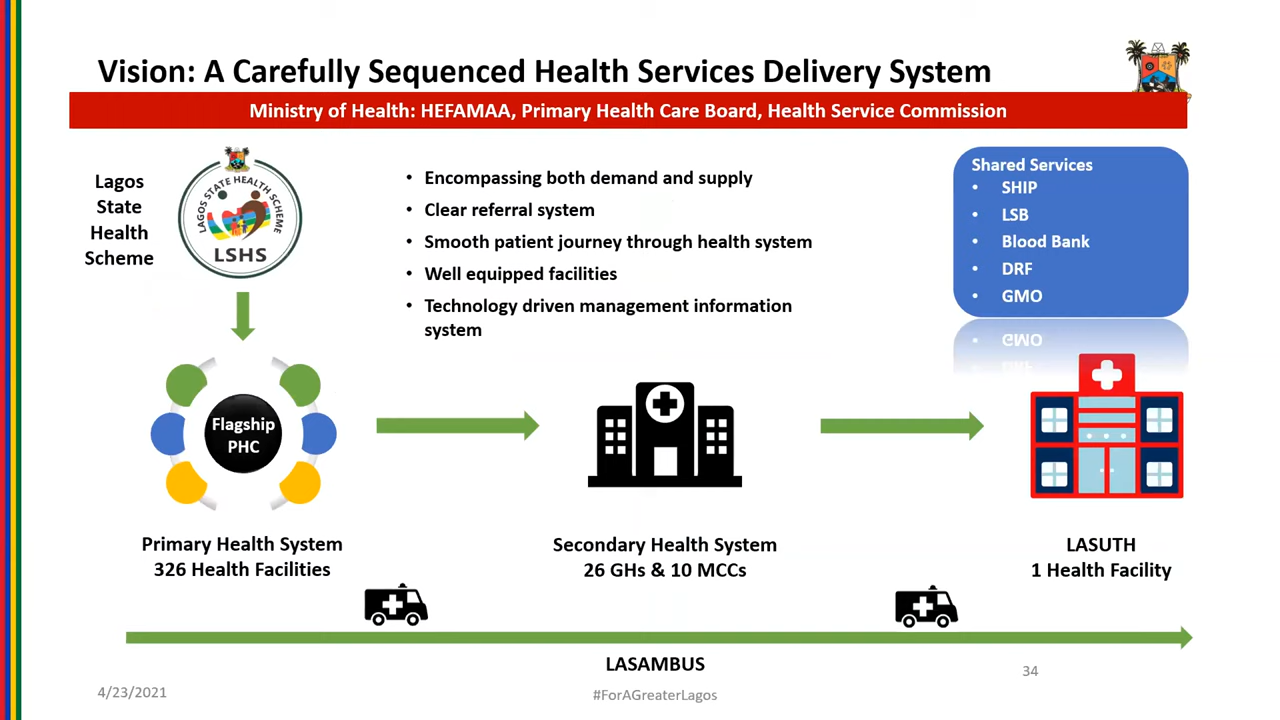 Vision: A Carefully Sequenced Health Services Delivery System
Ministry of Health: HEFAMAA, Primary Health Care Board, Health Service Commission
Lagos
State
Health
Scheme
LAGOS STATE HEALTH SCHEME
LSHS
• Encompassing both demand and supply
• Clear referral system
• Smooth patient journey through health system
• Well equipped facilities
• Technology driven management information
system
Shared Services
• SHIP
• LSB
• Blood Bank
• DRF
• GMO
Flagship
PHC
Primary Health System
326 Health Facilities
Secondary Health System
26 GHs & 10 MCCs
LASUTH
1 Health Facility
LASAMBUS
4/23/2021
#ForAGreaterLagos
34